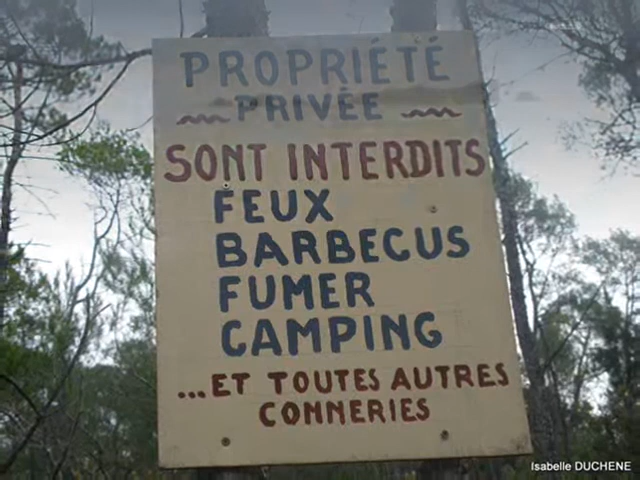 PROPRIÉTÉ
PRIVÉE
SONT INTERDITS
FEUX
BARBECUS
FUMER
CAMPING
...ET TOUTES AUTRES
CONNERIES
Isabelle DUCHENE